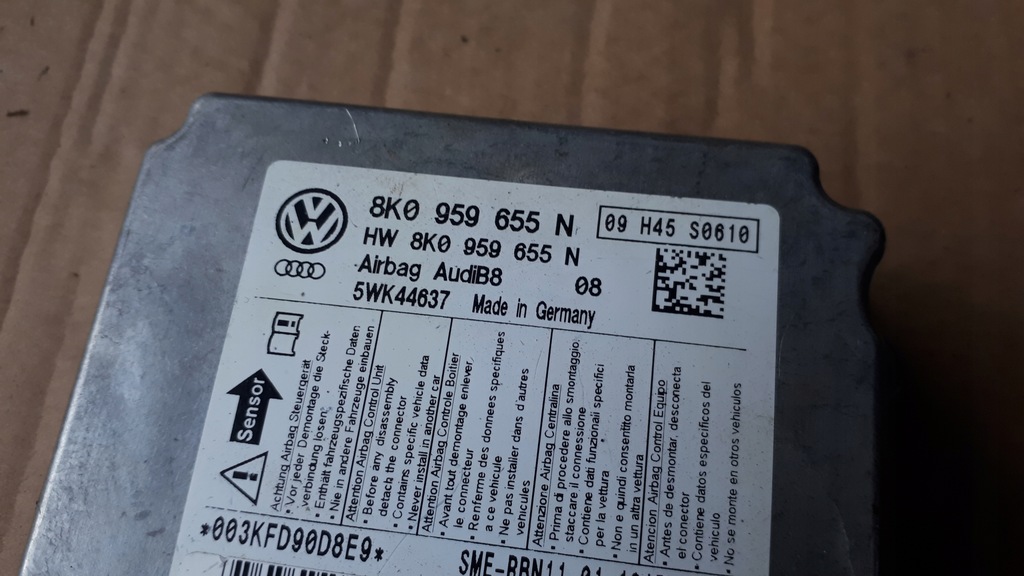 8K0 959 655 N
09 H45 S0610
HW 8K0 959 655 N
Airbag AudiB8 08
5WK44637 Made in Germany
Sensor
Achtung Airbag Steuergerät
• Vor jeder Demontage die Steck-
verbindung lösen
• Enthält fahrzeugspezifische Daten
• Nie in andere Fahrzeuge einbauen
Attention Airbag Control Unit
• Before any disassembly
detach the connector
• Contains specific vehicle data
• Never install in another car
Attention Airbag Controle Boitier
• Avant tout demontage enlever
le connecteur
• Renferme des données specifiques
a ce vehicule
• Ne pas installer dans d'autres
vehicules
Attenzione Airbag Centralina
• Prima di procedere allo smontaggio
staccare il connessione
• Contiene dati funzionali specifici
per la vettura
• Non e quindi consentito montaria
in un altra vettura
Atencion Airbag Control Equipo
• Antes de desmontar, desconecta
el connector
• Contiene datos especificos del
vehiculo
• No se monte en otros vehiculos
*003KFD90D8E9*